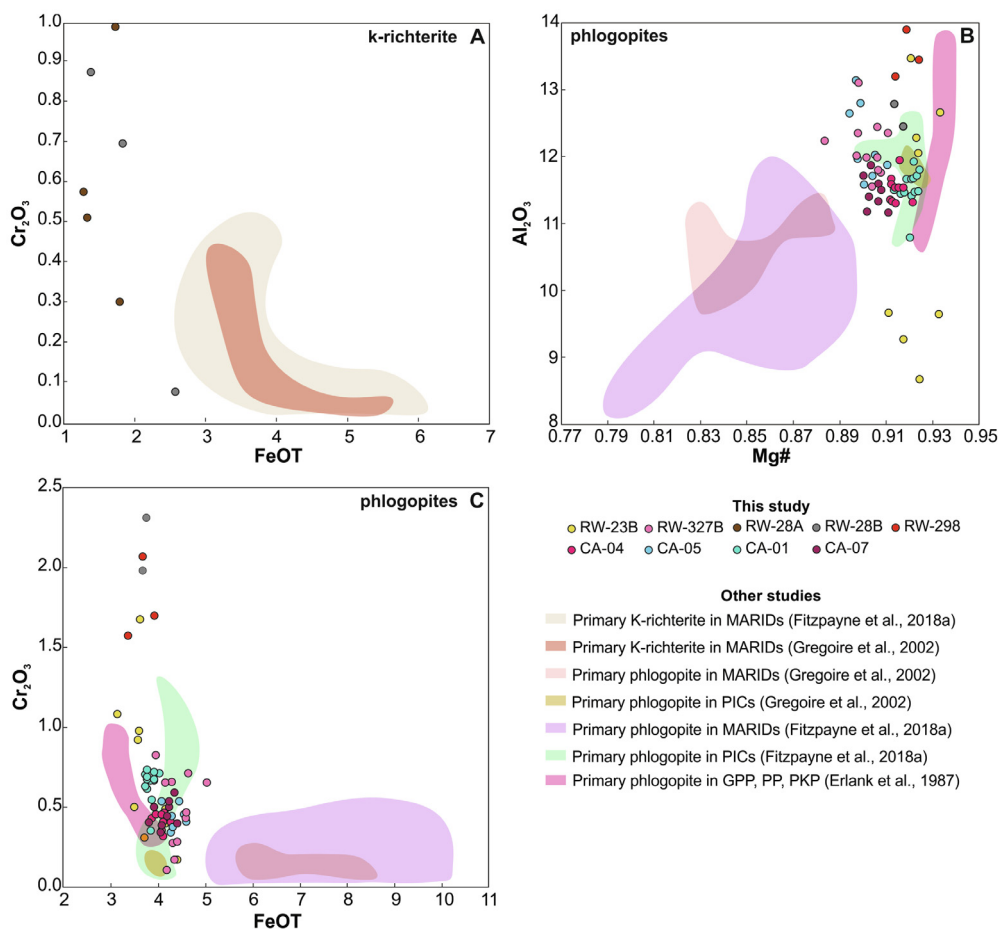 k-richterite A
Cr2O3
1.0
0.9
0.8
0.7
0.6
0.5
0.4
0.3
0.2
0.1
0.0
1 2 3 4 5 6 7
FeOT
phlogopites B
Al2O3
14
13
12
11
10
9
8
0.77 0.79 0.81 0.83 0.85 0.87 0.89 0.91 0.93 0.95
Mg#
phlogopites C
Cr2O3
2.5
2.0
1.5
1.0
0.5
0.0
2 3 4 5 6 7 8 9 10 11
FeOT
This study
RW-23B RW-327B RW-28A RW-28B RW-298
CA-04 CA-05 CA-01 CA-07
Other studies
Primary K-richterite in MARIDs (Fitzpayne et al., 2018a)
Primary K-richterite in MARIDs (Gregoire et al., 2002)
Primary phlogopite in MARIDs (Gregoire et al., 2002)
Primary phlogopite in PICs (Gregoire et al., 2002)
Primary phlogopite in MARIDs (Fitzpayne et al., 2018a)
Primary phlogopite in PICs (Fitzpayne et al., 2018a)
Primary phlogopite in GPP, PP, PKP (Erlank et al., 1987)